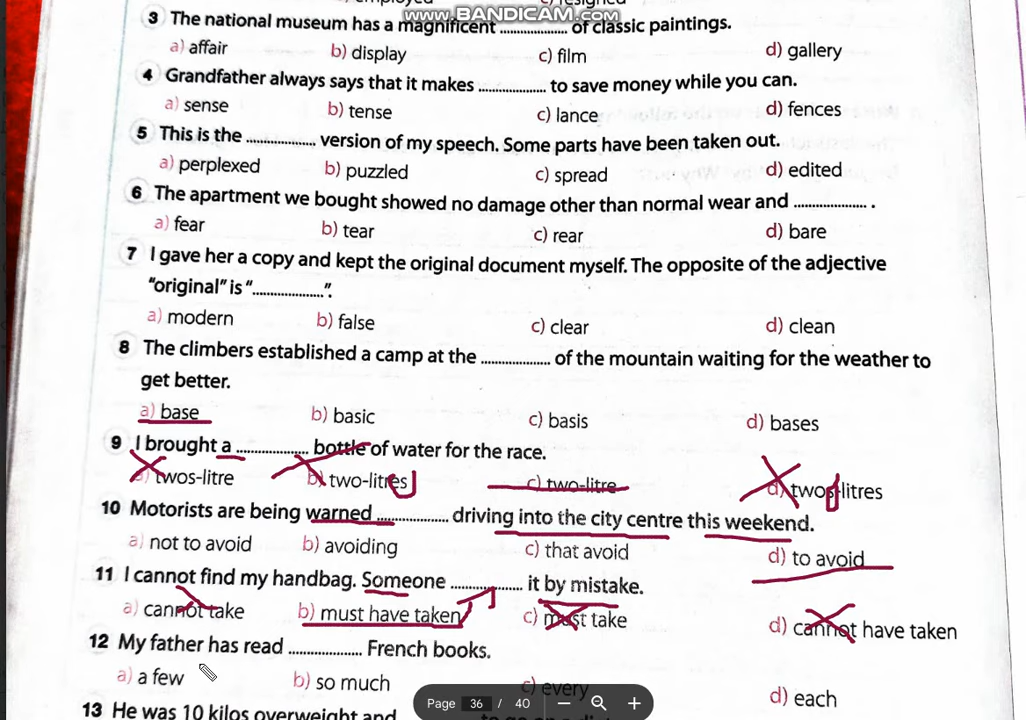 www.BANDICAM.com
3 The national museum has a magnificent .................... of classic paintings.
a) affair b) display c) film d) gallery
4 Grandfather always says that it makes .................... to save money while you can.
a) sense b) tense c) lance d) fences
5 This is the .................... version of my speech. Some parts have been taken out.
a) perplexed b) puzzled c) spread d) edited
6 The apartment we bought showed no damage other than normal wear and .................... .
a) fear b) tear c) rear d) bare
7 I gave her a copy and kept the original document myself. The opposite of the adjective
"original" is "....................".
a) modern b) false c) clear d) clean
8 The climbers established a camp at the .................... of the mountain waiting for the weather to
get better.
a) base b) basic c) basis d) bases
9 I brought a .................... bottle of water for the race.
a) twos-litre b) two-litres c) two-litre d) twos-litres
10 Motorists are being warned .................... driving into the city centre this weekend.
a) not to avoid b) avoiding c) that avoid d) to avoid
11 I cannot find my handbag. Someone .................... it by mistake.
a) cannot take b) must have taken c) must take d) cannot have taken
12 My father has read .................... French books.
a) a few b) so much c) every d) each
13 He was 10 kilos overweight and
Page 36 / 40